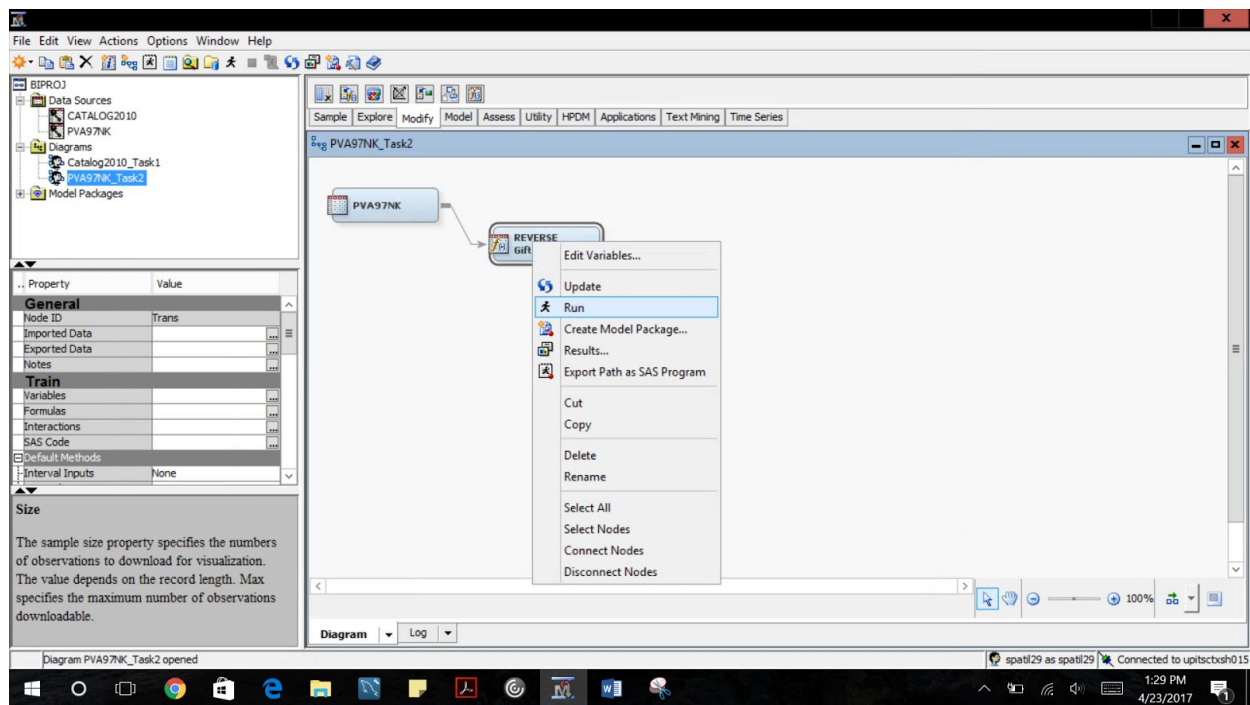 File Edit View Actions Options Window Help
BIPROJ
Data Sources
CATALOG2010
PVA97NK
Diagrams
Catalog2010_Task1
PVA97NK_Task2
Model Packages
.. Property Value
General
Node ID Trans
Imported Data ...
Exported Data ...
Notes ...
Train
Variables ...
Formulas ...
Interactions ...
SAS Code ...
Default Methods
Interval Inputs None
Size
The sample size property specifies the numbers
of observations to download for visualization.
The value depends on the record length. Max
specifies the maximum number of observations
downloadable.
Sample Explore Modify Model Assess Utility HPDM Applications Text Mining Time Series
PVA97NK_Task2
PVA97NK
REVERSE
Gift
Edit Variables...
Update
Run
Create Model Package...
Results...
Export Path as SAS Program
Cut
Copy
Delete
Rename
Select All
Select Nodes
Connect Nodes
Disconnect Nodes
100%
Diagram Log
Diagram PVA97NK_Task2 opened
spatil29 as spatil29 Connected to upitsctxsh015
1:29 PM
4/23/2017